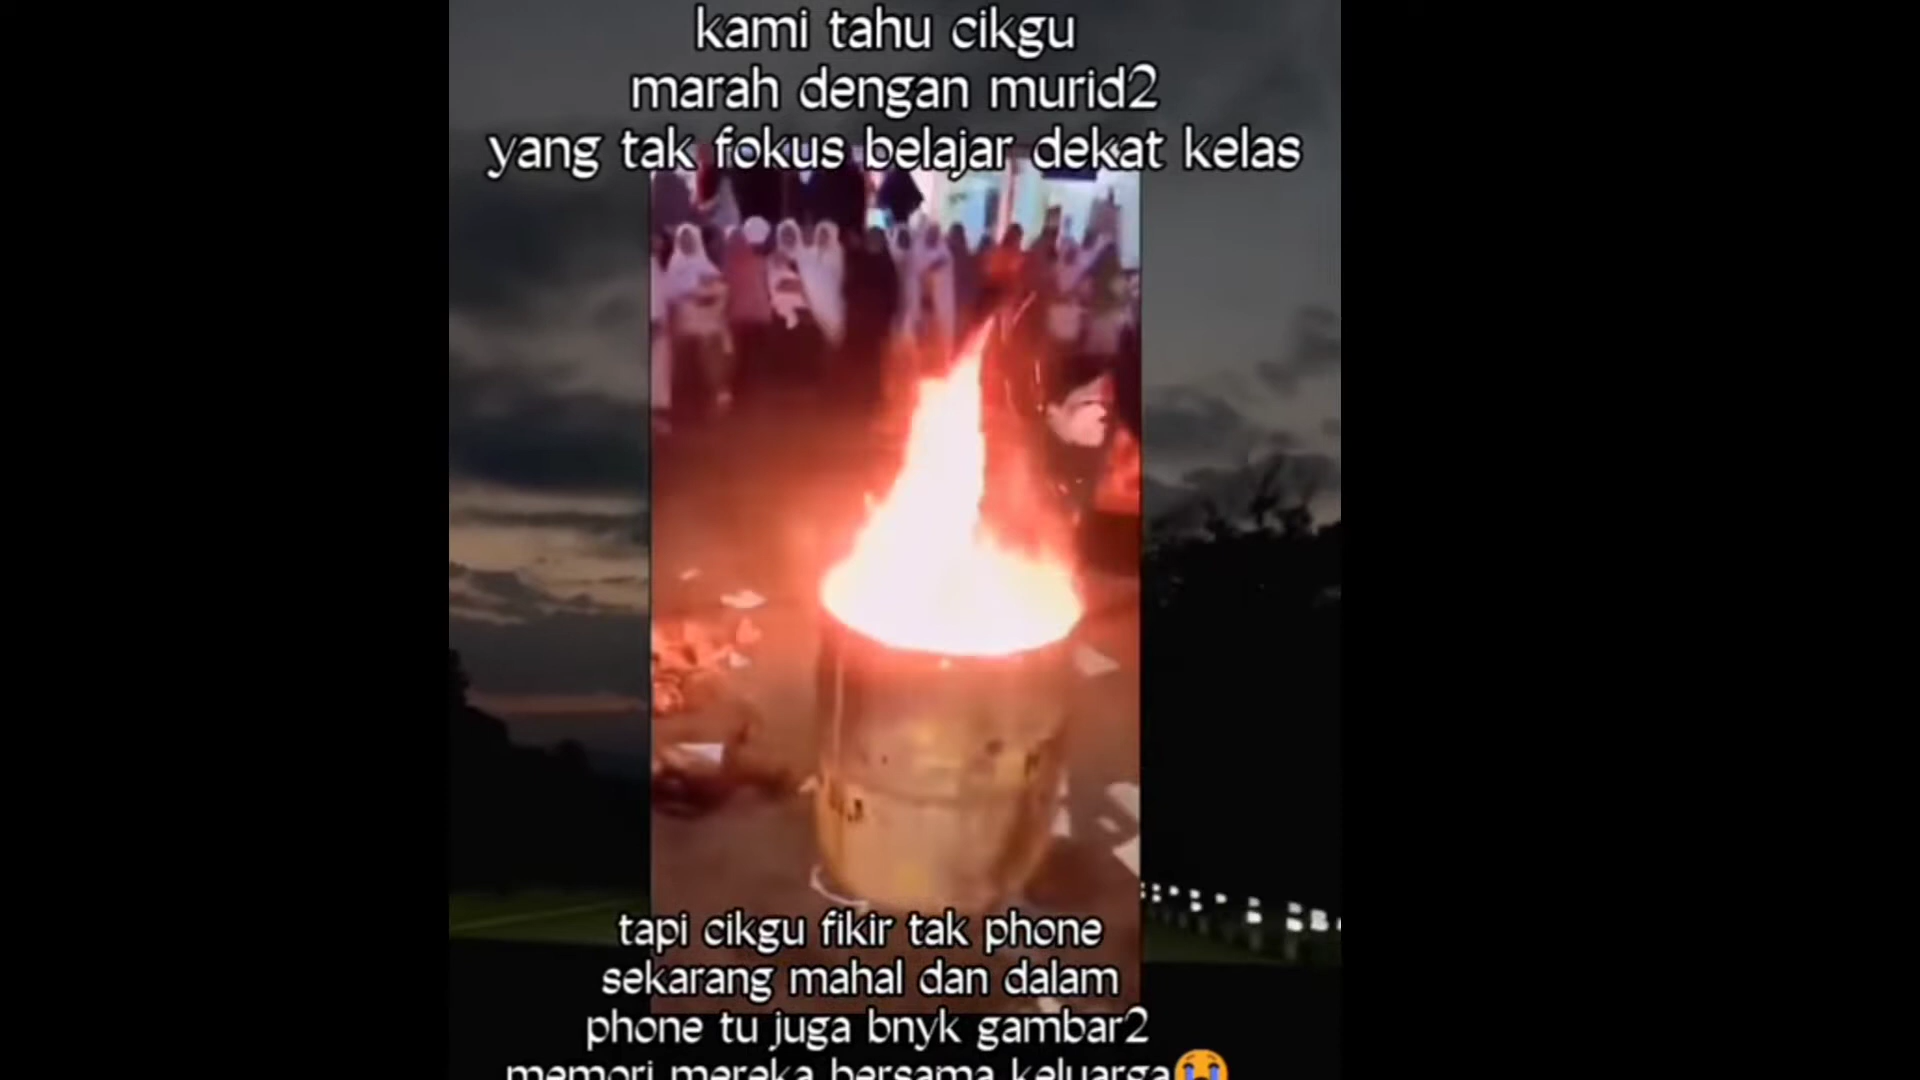 kami tahu cikgu
marah dengan murid2
yang tak fokus belajar dekat kelas
tapi cikgu fikir tak phone
sekarang mahal dan dalam
phone tu juga bnyk gambar2
memori mereka bersama keluarga😭